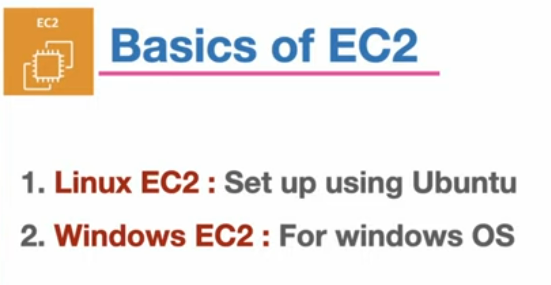 EC2
Basics of EC2
1. Linux EC2 : Set up using Ubuntu
2. Windows EC2 : For windows OS